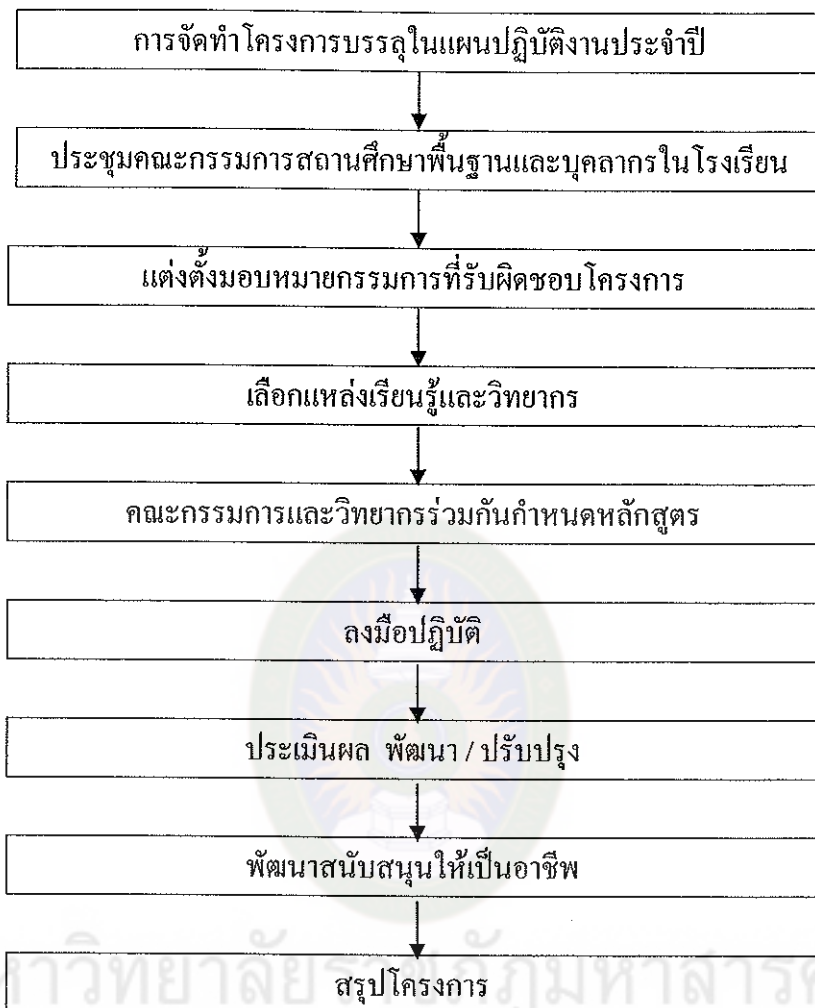 การจัดทำโครงการบรรลุในแผนปฏิบัติงานประจำปี
ประชุมคณะกรรมการสถานศึกษาพื้นฐานและบุคลากรในโรงเรียน
แต่งตั้งมอบหมายกรรมการที่รับผิดชอบโครงการ
เลือกแหล่งเรียนรู้และวิทยากร
คณะกรรมการและวิทยากรร่วมกันกำหนดหลักสูตร
ลงมือปฏิบัติ
ประเมินผล พัฒนา / ปรับปรุง
พัฒนาสนับสนุนให้เป็นอาชีพ
สรุปโครงการ